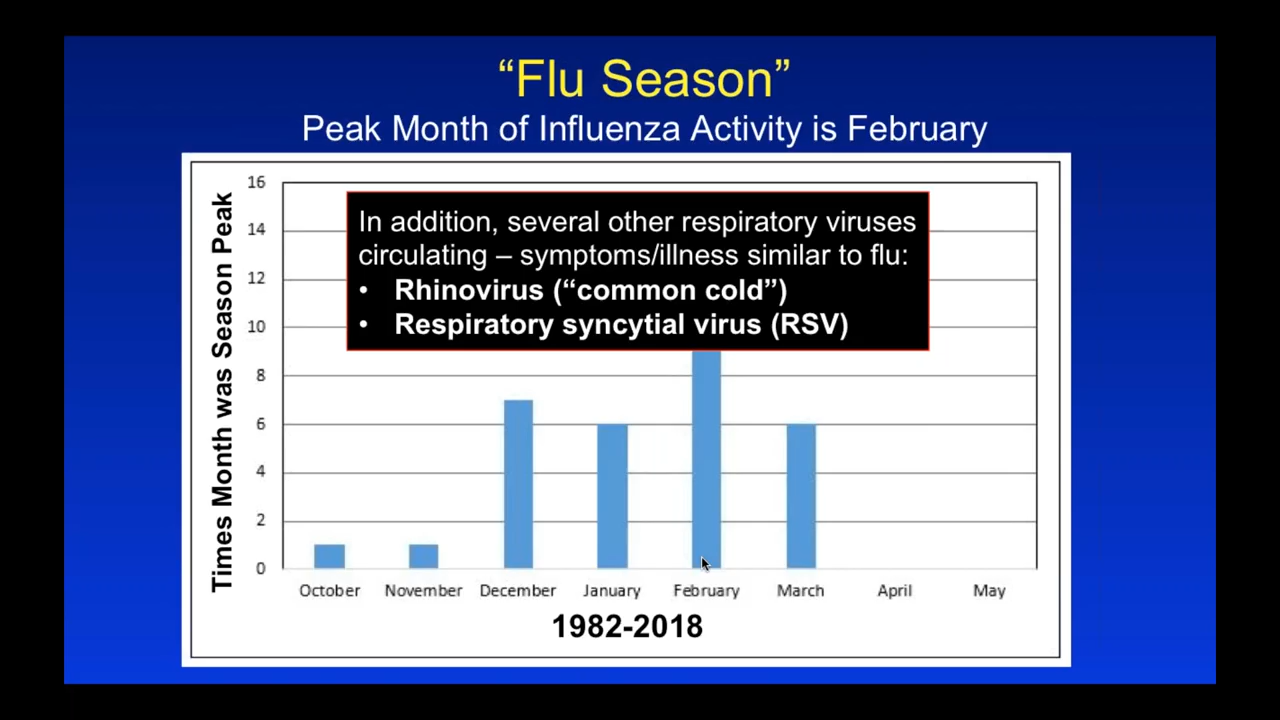 “Flu Season”
Peak Month of Influenza Activity is February
Times Month was Season Peak
16
14
12
10
8
6
4
2
0
In addition, several other respiratory viruses
circulating – symptoms/illness similar to flu:
• Rhinovirus (“common cold”)
• Respiratory syncytial virus (RSV)
October November December January February March April May
1982-2018